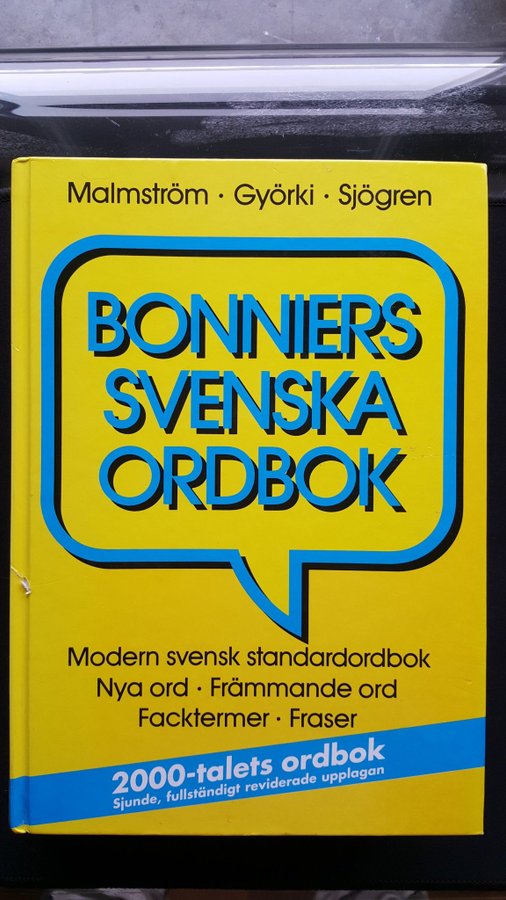 Malmström · Györki · Sjögren
BONNIERS
SVENSKA
ORDBOK
Modern svensk standardordbok
Nya ord · Främmande ord
Facktermer · Fraser
2000-talets ordbok
Sjunde, fullständigt reviderade upplagan